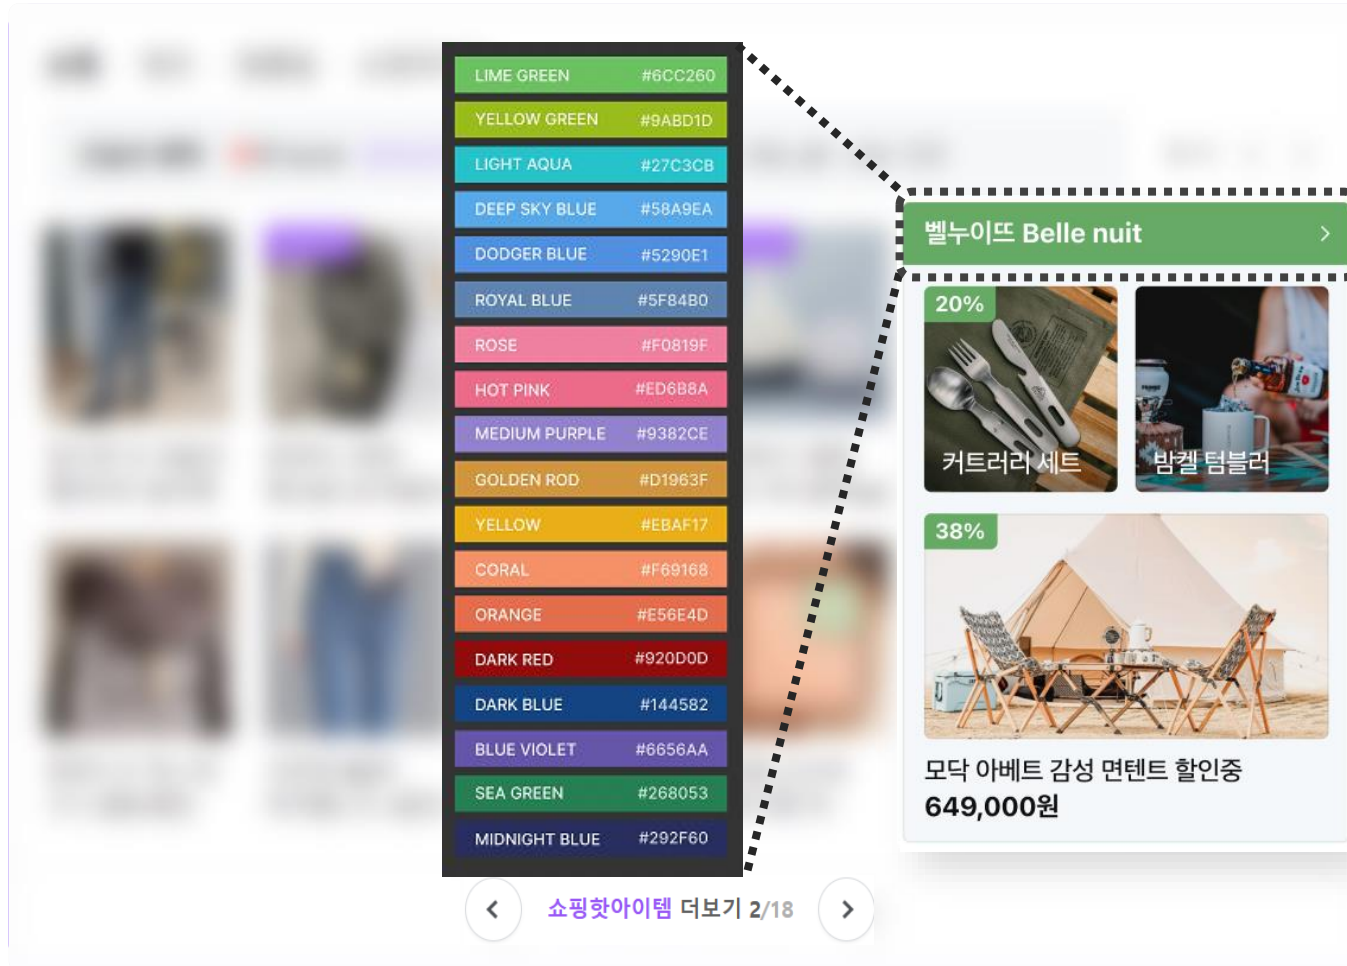 LIME GREEN #6CC260
YELLOW GREEN #9ABD1D
LIGHT AQUA #27C3CB
DEEP SKY BLUE #58A9EA
DODGER BLUE #5290E1
ROYAL BLUE #5F84B0
ROSE #F0819F
HOT PINK #ED6B8A
MEDIUM PURPLE #9382CE
GOLDEN ROD #D1963F
YELLOW #EBAF17
CORAL #F69168
ORANGE #E56E4D
DARK RED #920D0D
DARK BLUE #144582
BLUE VIOLET #6656AA
SEA GREEN #268053
MIDNIGHT BLUE #292F60
쇼핑핫아이템 더보기 2/18
벨누이뜨 Belle nuit
20%
커트러리 세트
밤켈 텀블러
38%
모닥 아베트 감성 면텐트 할인중
649,000원